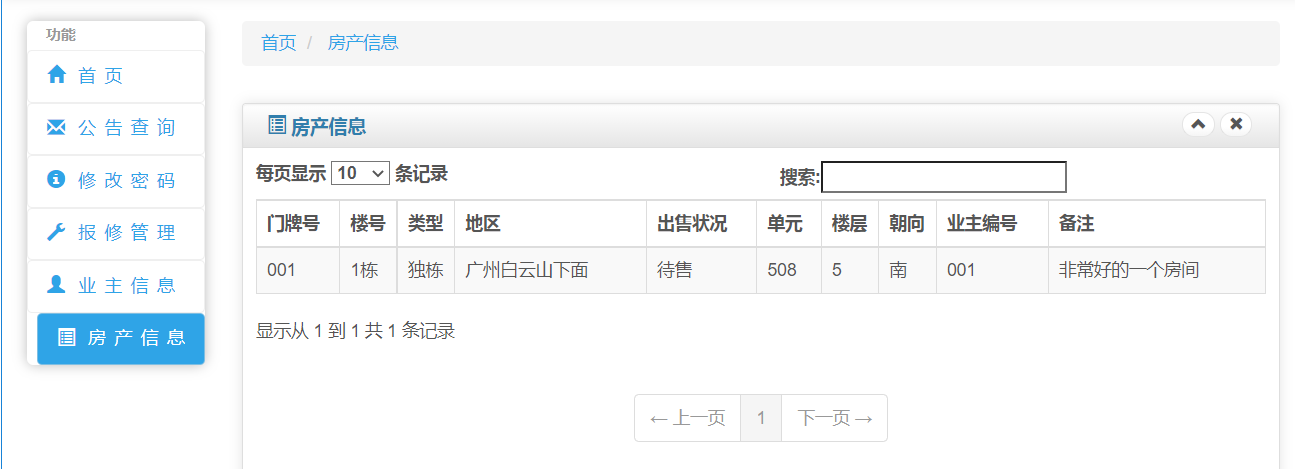 功能
首 页
公 告 查 询
修 改 密 码
报 修 管 理
业 主 信 息
房 产 信 息
首页 / 房产信息
房产信息
每页显示 10 条记录 搜索:
门牌号 楼号 类型 地区 出售状况 单元 楼层 朝向 业主编号 备注
001 1栋 独栋 广州白云山下面 待售 508 5 南 001 非常好的一个房间
显示从 1 到 1 共 1 条记录
← 上一页 1 下一页 →